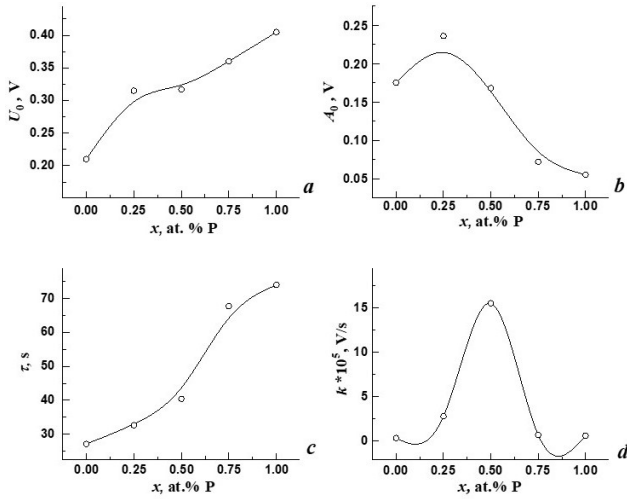 U₀, V
0.40
0.35
0.30
0.25
0.20
0.00 0.25 0.50 0.75 1.00
x, at. % P
a
A₀, V
0.25
0.20
0.15
0.10
0.05
0.00 0.25 0.50 0.75 1.00
x, at. % P
b
τ, s
70
60
50
40
30
0.00 0.25 0.50 0.75 1.00
x, at.% P
c
k *10⁵, V/s
15
10
5
0
0.00 0.25 0.50 0.75 1.00
x, at.% P
d